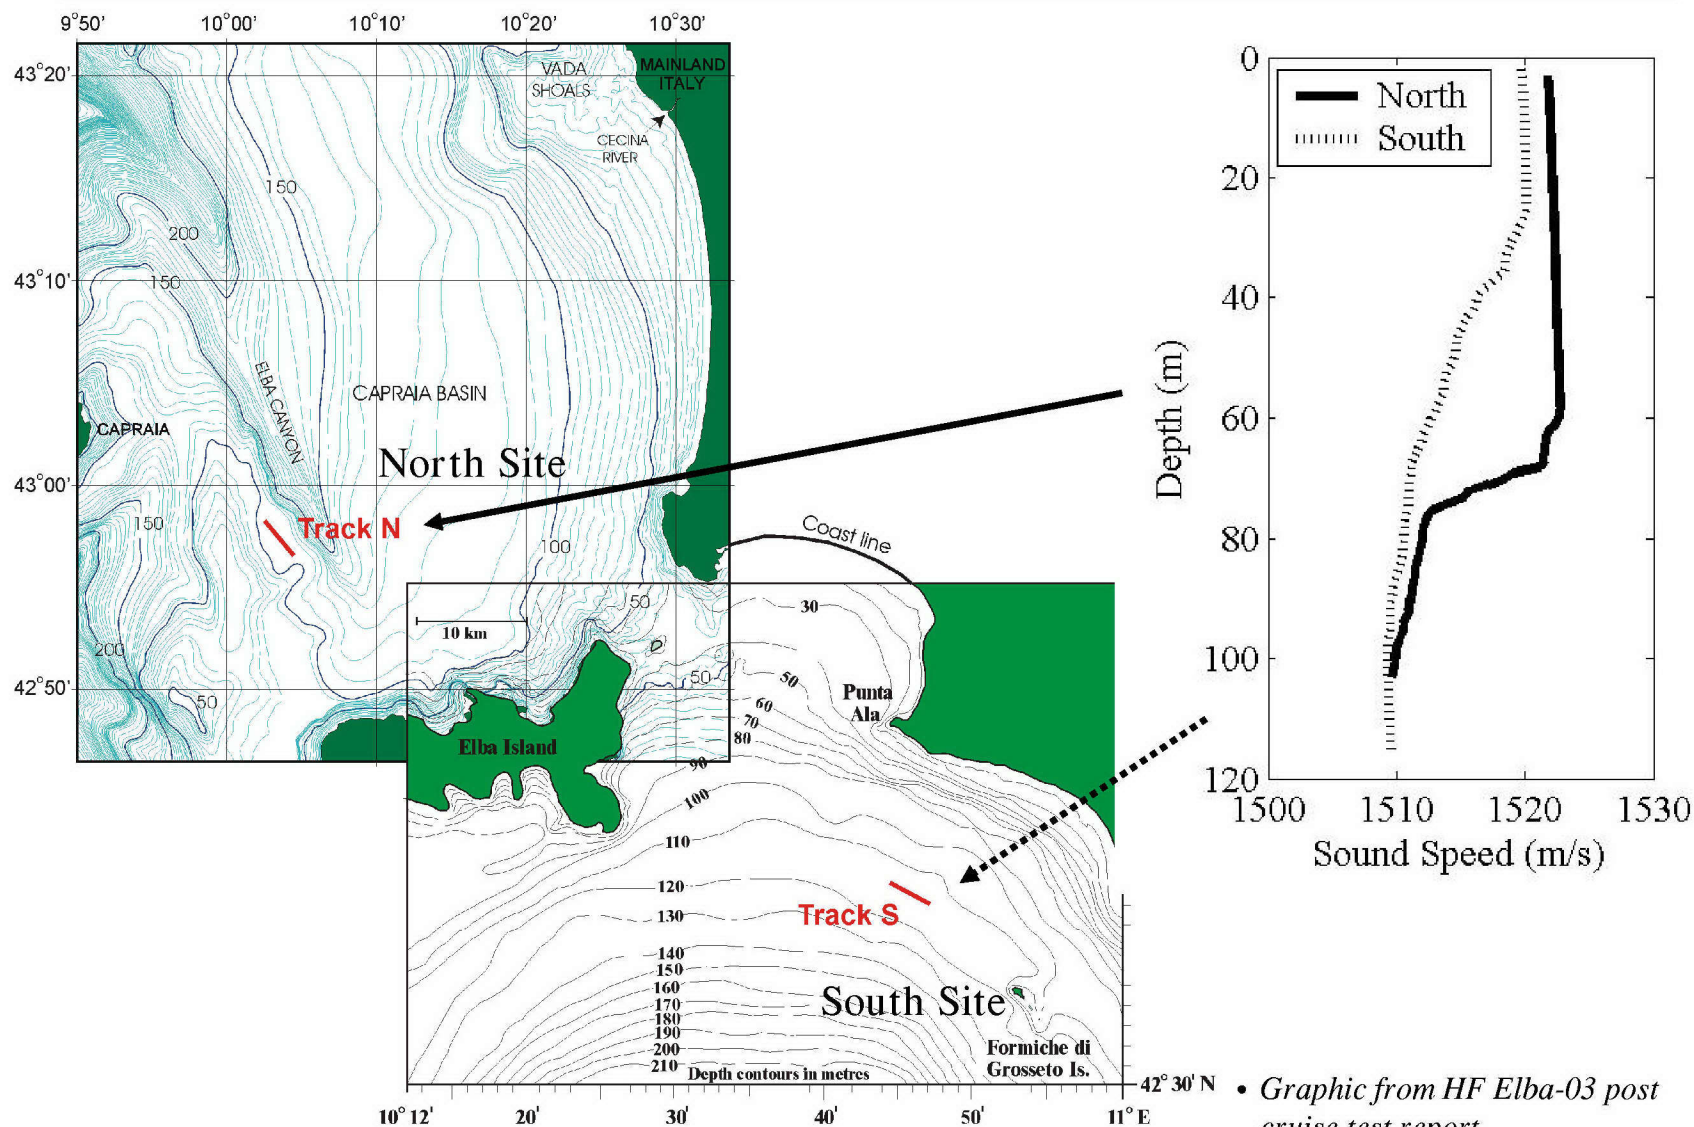 9°50'
10°00'
10°10'
10°20'
10°30'
43°20'
43°10'
43°00'
42°50'
VADA
SHOALS
MAINLAND
ITALY
CECINA
RIVER
150
200
150
ELBA CANYON
CAPRAIA BASIN
CAPRAIA
North Site
Track N
150
100
200
50
50
50
Coast line
10 km
30
50
60
70
80
90
100
110
120
130
140
150
160
170
180
190
200
210
Punta
Ala
Elba Island
Track S
South Site
Formiche di
Grosseto Is.
Depth contours in metres
42°30' N
10°12'
20'
30'
40'
50'
11°E
North
South
0
20
40
60
80
100
120
Depth (m)
1500
1510
1520
1530
Sound Speed (m/s)
• Graphic from HF Elba-03 post
cruise test report